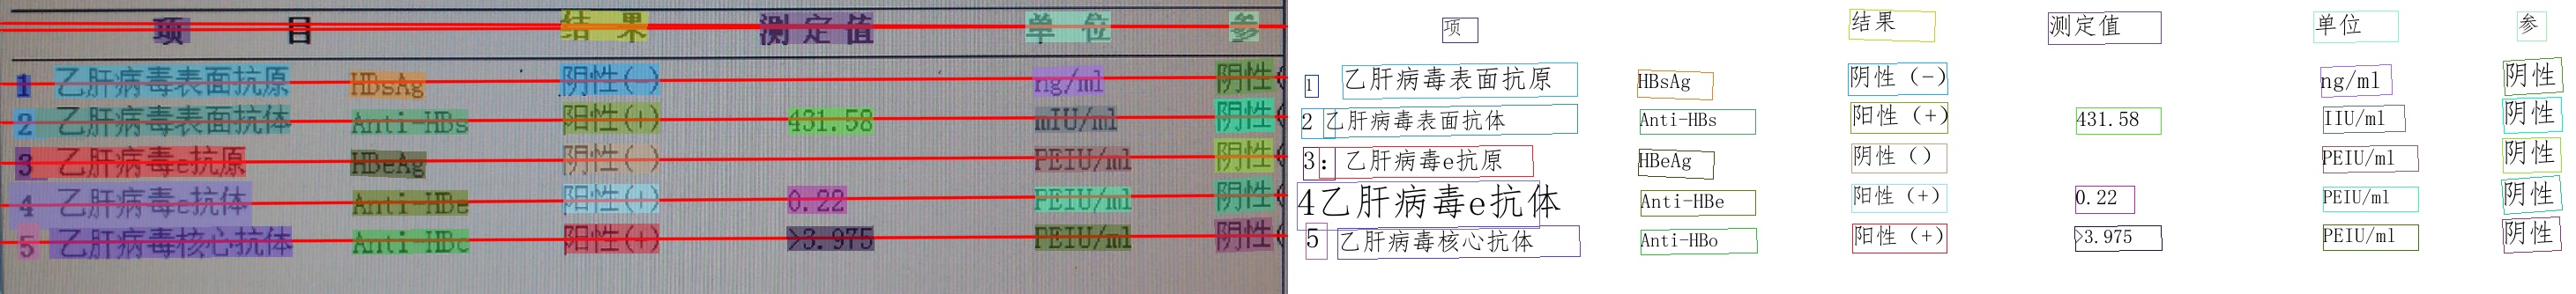 项 目 结 果 测 定 值 单 位 参 项 结果 测定值 单位 参
1 乙肝病毒表面抗原 HBsAg 阴性( ) ng/ml 阴性( 1 乙肝病毒表面抗原 HBsAg 阴性 (-) ng/ml 阴性
2 乙肝病毒表面抗体 Anti-HBs 阳性(+) 431.58 mIU/ml 阴性( 2 乙肝病毒表面抗体 Anti-HBs 阳性 (+) 431.58 IIU/ml 阴性
3 乙肝病毒e抗原 HBeAg 阴性( ) PEIU/ml 阴性( 3: 乙肝病毒e抗原 HBeAg 阴性 () PEIU/ml 阴性
4 乙肝病毒e抗体 Anti-HBe 阳性(+) 0.22 PEIU/ml 阴性( 4乙肝病毒e抗体 Anti-HBe 阳性 (+) 0.22 PEIU/ml 阴性
5 乙肝病毒核心抗体 Anti-HBc 阳性(+) >3.975 PEIU/ml 阴性( 5 乙肝病毒核心抗体 Anti-HBo 阳性 (+) >3.975 PEIU/ml 阴性